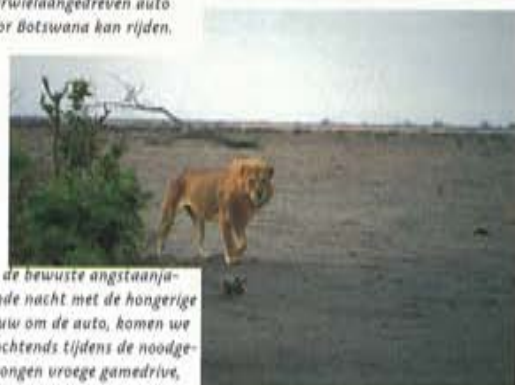 rwielaangedreven auto
or Botswana kan rijden.
de bewuste angstaanja-
de nacht met de hongerige
uw om de auto, komen we
chtends tijdens de noodge-
ongen vroege gamedrive,